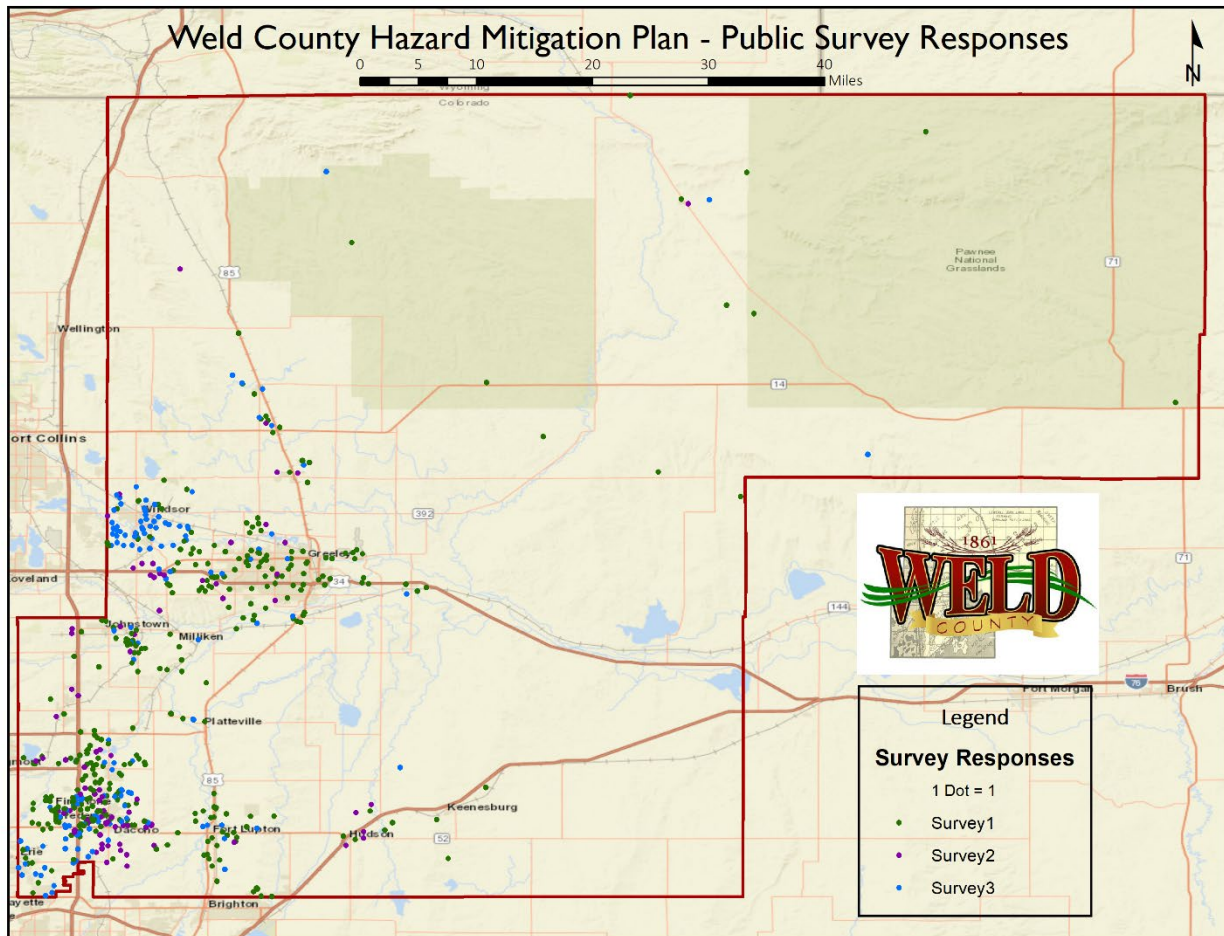 Weld County Hazard Mitigation Plan - Public Survey Responses
0 5 10 20 30 40
Miles
N
Wyoming
Colorado
85
Pawnee
National
Grasslands
71
Wellington
14
ort Collins
Windsor
392
Greeley
34
oveland
71
144
1861
WELD
COUNTY
Johnstown
Milliken
Fort Morgan
76
Brush
Platteville
Legend
Survey Responses
1 Dot = 1
Survey1
Survey2
Survey3
85
Keenesburg
Dacono
Fort Lupton
Hudson
52
Erie
Brighton